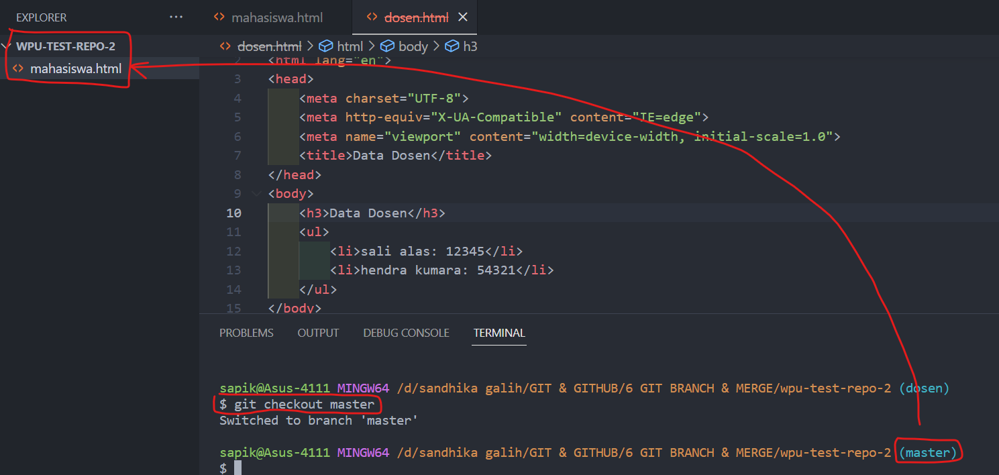 EXPLORER ...
mahasiswa.html
dosen.html
WPU-TEST-REPO-2
mahasiswa.html
dosen.html > html > body > h3
2 <html lang="en">
3 <head>
4 <meta charset="UTF-8">
5 <meta http-equiv="X-UA-Compatible" content="IE=edge">
6 <meta name="viewport" content="width=device-width, initial-scale=1.0">
7 <title>Data Dosen</title>
8 </head>
9 <body>
10 <h3>Data Dosen</h3>
11 <ul>
12 <li>sali alas: 12345</li>
13 <li>hendra kumara: 54321</li>
14 </ul>
15 </body>
PROBLEMS OUTPUT DEBUG CONSOLE TERMINAL
sapik@Asus-4111 MINGW64 /d/sandhika galih/GIT & GITHUB/6 GIT BRANCH & MERGE/wpu-test-repo-2 (dosen)
$ git checkout master
Switched to branch 'master'
sapik@Asus-4111 MINGW64 /d/sandhika galih/GIT & GITHUB/6 GIT BRANCH & MERGE/wpu-test-repo-2 (master)
$